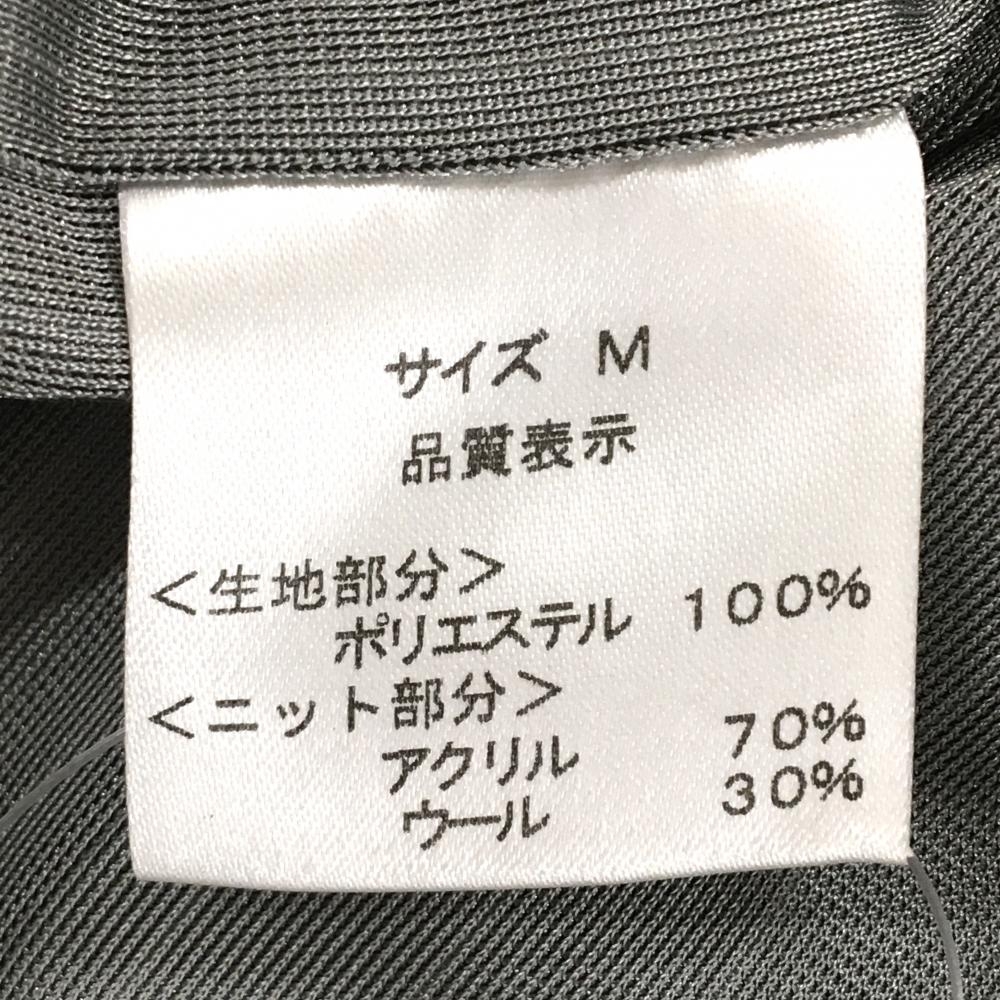 サイズ M
品質表示
＜生地部分＞
ポリエステル 100%
＜ニット部分＞
アクリル 70%
ウール 30%